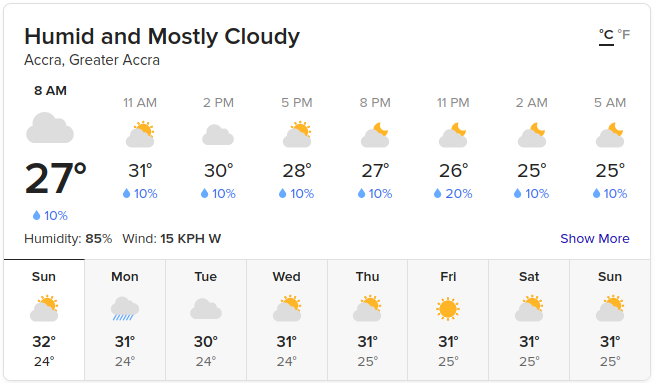 Humid and Mostly Cloudy
°C °F
Accra, Greater Accra
8 AM
11 AM 2 PM 5 PM 8 PM 11 PM 2 AM 5 AM
27° 31° 30° 28° 27° 26° 25° 25°
10% 10% 10% 10% 20% 10% 10%
10%
Humidity: 85% Wind: 15 KPH W Show More
Sun Mon Tue Wed Thu Fri Sat Sun
32° 31° 30° 31° 31° 31° 31° 31°
24° 24° 24° 24° 25° 25° 25° 25°